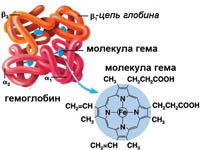 β₂
β₁-цепь глобина
молекула гема
α₂
α₁
гемоглобин
молекула гема
CH₃ CH₂CH₂COOH
CH₂=CH
CH₂CH₂COOH
N
N Fe N
N
CH₃
CH₃
CH₂=CH
CH₃